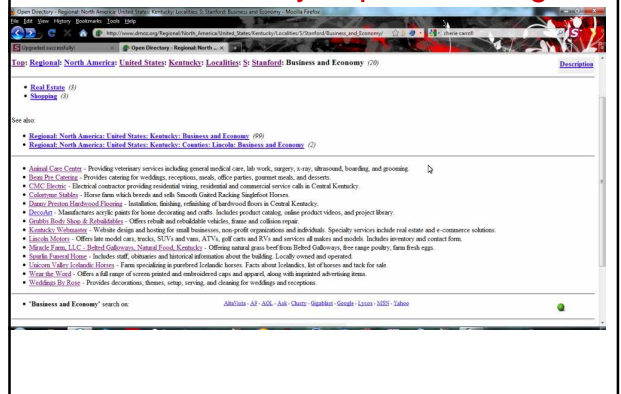 Open Directory - Regional: North America: United States: Kentucky: Localities: S: Stanford: Business and Economy - Mozilla Firefox
File Edit View History Bookmarks Tools Help
http://www.dmoz.org/Regional/North_America/United_States/Kentucky/Localities/S/Stanford/Business_and_Economy/
cherie carroll
Upgraded successfully!
Open Directory - Regional: North ...
Top: Regional: North America: United States: Kentucky: Localities: S: Stanford: Business and Economy (20)
Description
Real Estate (3)
Shopping (3)
See also:
Regional: North America: United States: Kentucky: Business and Economy (99)
Regional: North America: United States: Kentucky: Counties: Lincoln: Business and Economy (2)
Animal Care Center - Providing veterinary services including general medical care, lab work, surgery, x-ray, ultrasound, boarding, and grooming.
Beau Pre Catering - Provides catering for weddings, receptions, meals, office parties, gourmet meals, and desserts.
CMC Electric - Electrical contractor providing residential wiring, residential and commercial service calls in Central Kentucky.
Colortyme Stables - Horse farm which breeds and sells Smooth Gaited Racking Singlefoot Horses.
Danny Preston Hardwood Flooring - Installation, finishing, refinishing of hardwood floors in Central Kentucky.
DecoArt - Manufactures acrylic paints for home decorating and crafts. Includes product catalog, online product videos, and project library.
Grubbs Body Shop & Rebuildables - Offers rebuilt and rebuildable vehicles, frame and collision repair.
Kentucky Webmaster - Website design and hosting for small businesses, non-profit organizations and individuals. Specialty services include real estate and e-commerce solutions.
Lincoln Motors - Offers late model cars, trucks, SUVs and vans, ATVs, golf carts and RVs and services all makes and models. Includes inventory and contact form.
Miracle Farm, LLC - Belted Galloways, Natural Food, Kentucky - Offering natural grass beef from Belted Galloways, free range poultry, farm fresh eggs.
Spurlin Funeral Home - Includes staff, obituaries and historical information about the building. Locally owned and operated.
Unicorn Valley Icelandic Horses - Farm specializing in purebred Icelandic horses. Facts about Icelandics, list of horses and tack for sale.
Wear the Word - Offers a full range of screen printed and embroidered caps and apparel, along with imprinted advertising items.
Weddings By Rose - Provides decorations, themes, setup, serving, and cleaning for weddings and receptions.
"Business and Economy" search on: AltaVista - A9 - AOL - Ask - Clusty - Gigablast - Google - Lycos - MSN - Yahoo